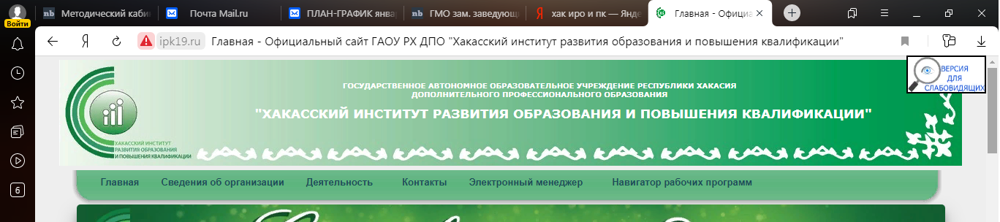 Методический каби
Почта Mail.ru
ПЛАН-ГРАФИК янва
ГМО зам. заведующ
хак иро и пк — Янде
Главная - Официа
Войти
ipk19.ru
Главная - Официальный сайт ГАОУ РХ ДПО "Хакасский институт развития образования и повышения квалификации"
ВЕРСИЯ
ДЛЯ
СЛАБОВИДЯЩИХ
ГОСУДАРСТВЕННОЕ АВТОНОМНОЕ ОБРАЗОВАТЕЛЬНОЕ УЧРЕЖДЕНИЕ РЕСПУБЛИКИ ХАКАСИЯ
ДОПОЛНИТЕЛЬНОГО ПРОФЕССИОНАЛЬНОГО ОБРАЗОВАНИЯ
"ХАКАССКИЙ ИНСТИТУТ РАЗВИТИЯ ОБРАЗОВАНИЯ И ПОВЫШЕНИЯ КВАЛИФИКАЦИИ"
ХАКАССКИЙ ИНСТИТУТ
РАЗВИТИЯ ОБРАЗОВАНИЯ
И ПОВЫШЕНИЯ КВАЛИФИКАЦИИ
Главная
Сведения об организации
Деятельность
Контакты
Электронный менеджер
Навигатор рабочих программ
6